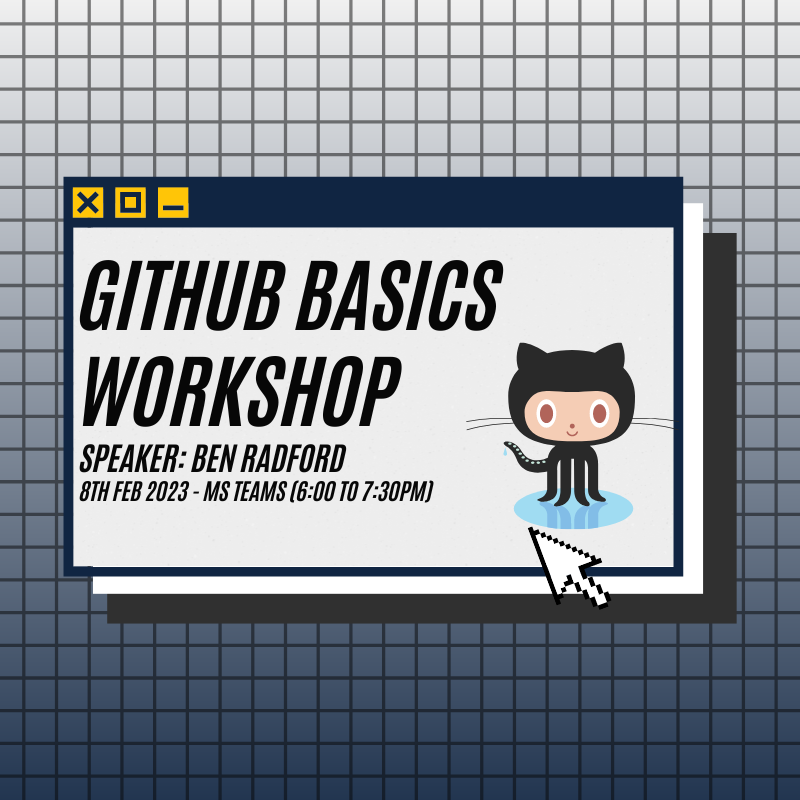 GITHUB BASICS
WORKSHOP
SPEAKER: BEN RADFORD
8TH FEB 2023 - MS TEAMS (6:00 TO 7:30PM)